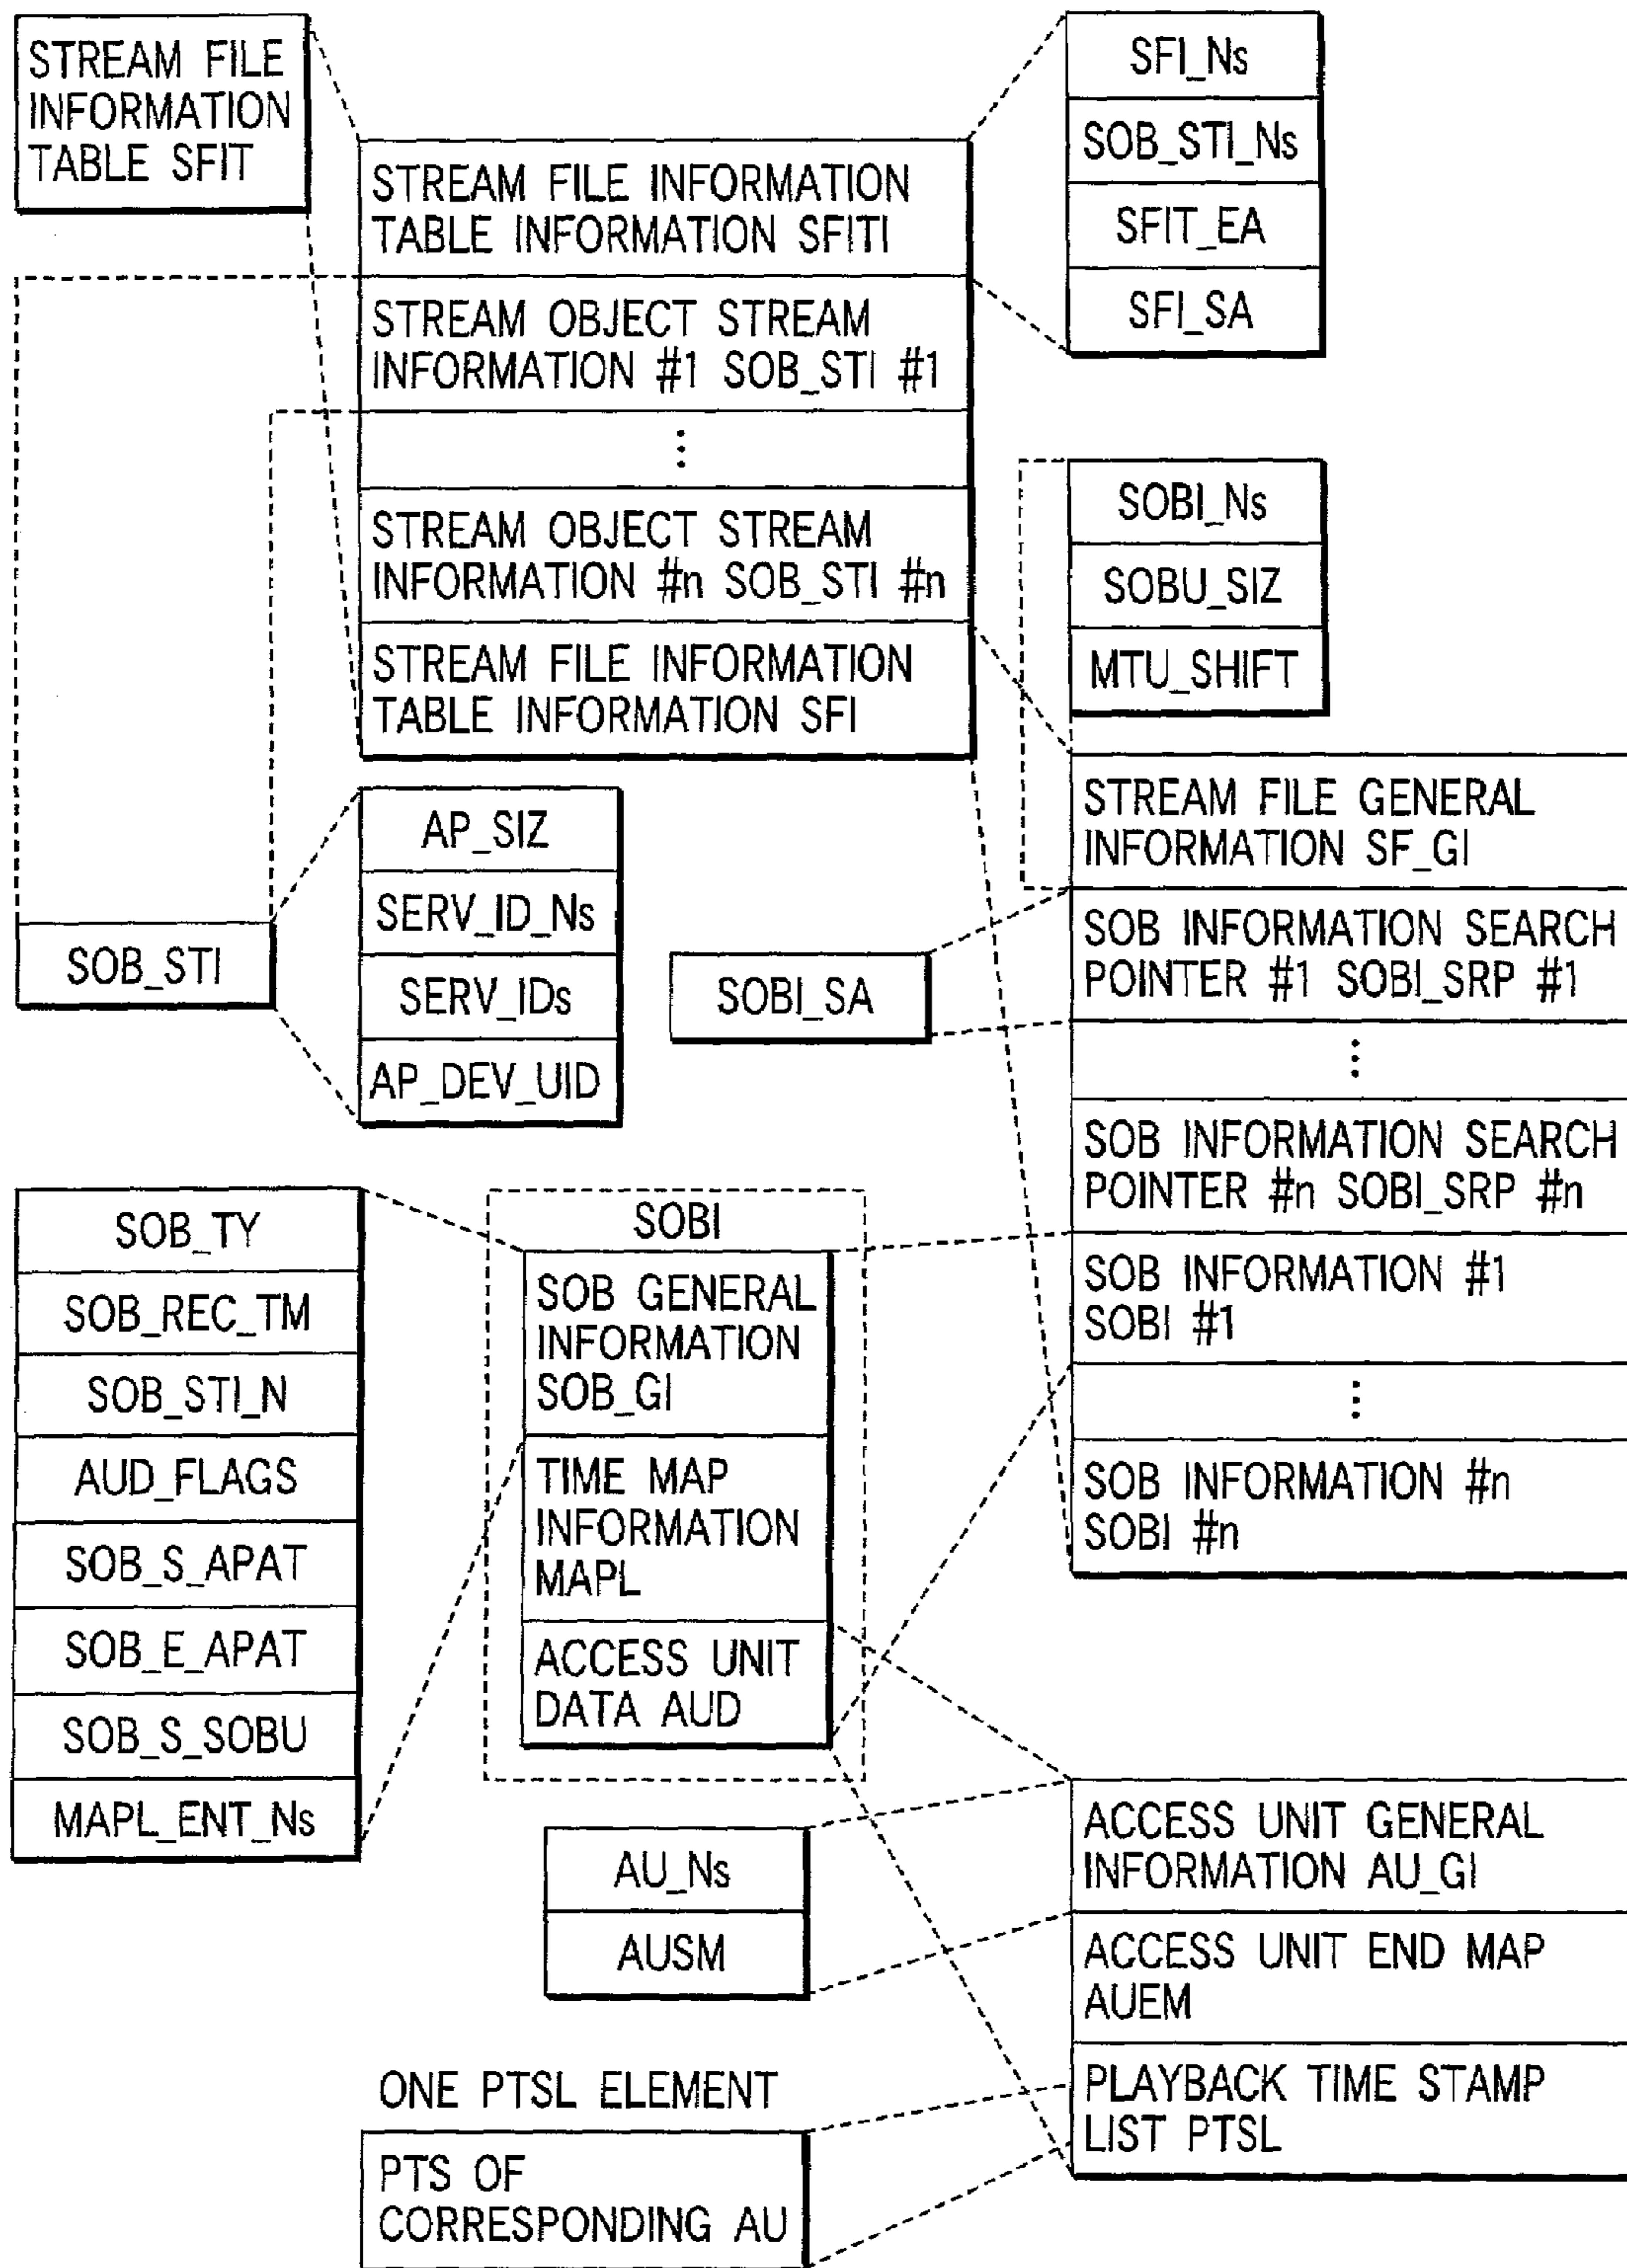 STREAM FILE
INFORMATION
TABLE SFIT
STREAM FILE INFORMATION
TABLE INFORMATION SFITI
STREAM OBJECT STREAM
INFORMATION #1 SOB_STI #1
⋮
STREAM OBJECT STREAM
INFORMATION #n SOB_STI #n
STREAM FILE INFORMATION
TABLE INFORMATION SFI
SFI_Ns
SOB_STI_Ns
SFIT_EA
SFI_SA
SOBI_Ns
SOBU_SIZ
MTU_SHIFT
STREAM FILE GENERAL
INFORMATION SF_GI
SOB INFORMATION SEARCH
POINTER #1 SOBI_SRP #1
⋮
SOB INFORMATION SEARCH
POINTER #n SOBI_SRP #n
SOB INFORMATION #1
SOBI #1
⋮
SOB INFORMATION #n
SOBI #n
SOB_STI
AP_SIZ
SERV_ID_Ns
SERV_IDs
AP_DEV_UID
SOBI_SA
SOB_TY
SOB_REC_TM
SOB_STI_N
AUD_FLAGS
SOB_S_APAT
SOB_E_APAT
SOB_S_SOBU
MAPL_ENT_Ns
SOBI
SOB GENERAL
INFORMATION
SOB_GI
TIME MAP
INFORMATION
MAPL
ACCESS UNIT
DATA AUD
AU_Ns
AUSM
ACCESS UNIT GENERAL
INFORMATION AU_GI
ACCESS UNIT END MAP
AUEM
PLAYBACK TIME STAMP
LIST PTSL
ONE PTSL ELEMENT
PTS OF
CORRESPONDING AU